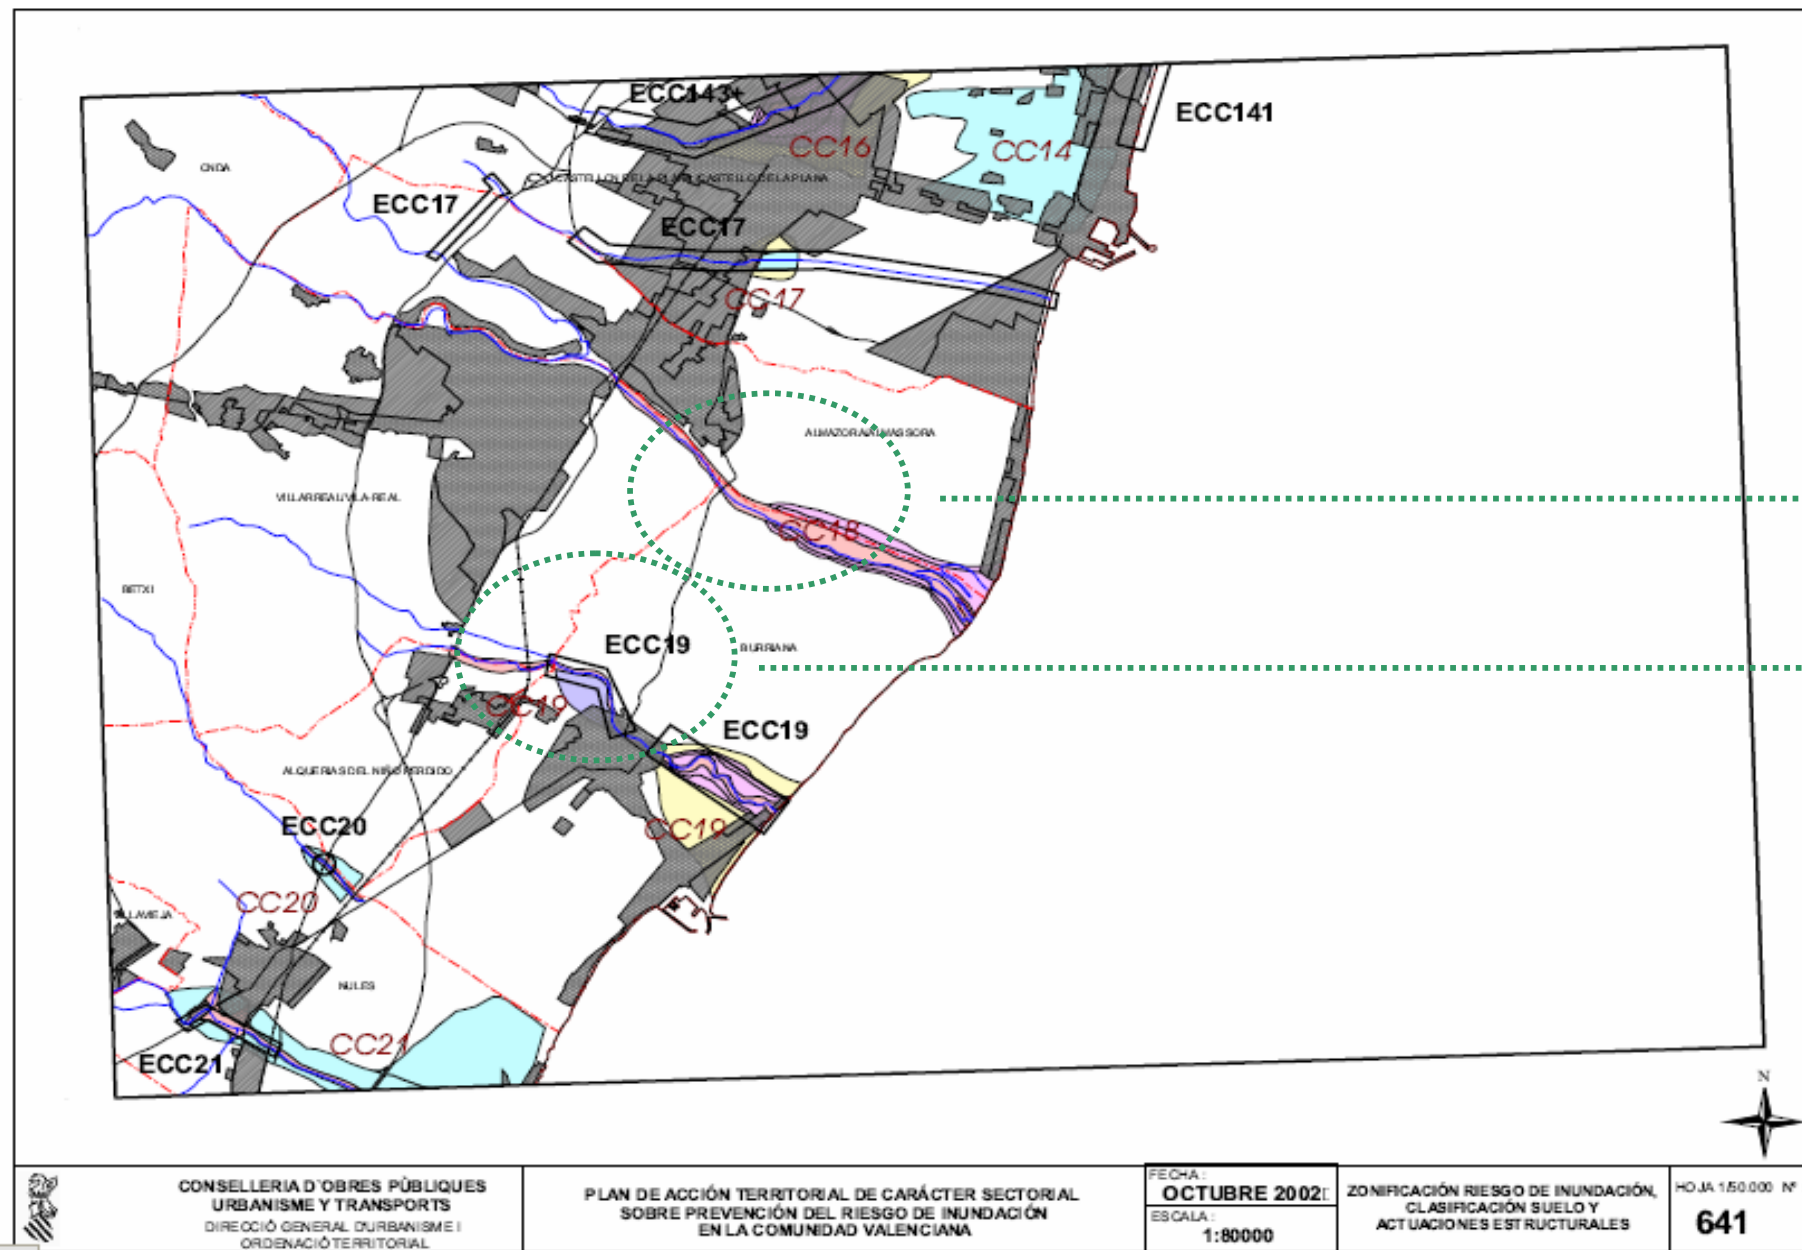 ECC143+
ECC141
CC16
CC14
ONDA
CASTELLON DE LA PLANA/CASTELLO DE LA PLANA
ECC17
ECC17
CC17
ALMAZORA/ALMASSORA
VILLARREAL/VILA-REAL
CC18
BETXI
ECC19
BURRIANA
CC19
ECC19
ALQUERIAS DEL NIÑO PERDIDO
ECC20
CC19
CC20
VILLAVIEJA
NULES
CC21
ECC21
N
CONSELLERIA D'OBRES PÚBLIQUES
URBANISME Y TRANSPORTS
DIRECCIÓ GENERAL D'URBANISME I
ORDENACIÓ TERRITORIAL
PLAN DE ACCIÓN TERRITORIAL DE CARÁCTER SECTORIAL
SOBRE PREVENCIÓN DEL RIESGO DE INUNDACIÓN
EN LA COMUNIDAD VALENCIANA
FECHA:
OCTUBRE 2002
ESCALA:
1:80000
ZONIFICACIÓN RIESGO DE INUNDACIÓN,
CLASIFICACIÓN SUELO Y
ACTUACIONES ESTRUCTURALES
HOJA 1/50.000 Nº
641